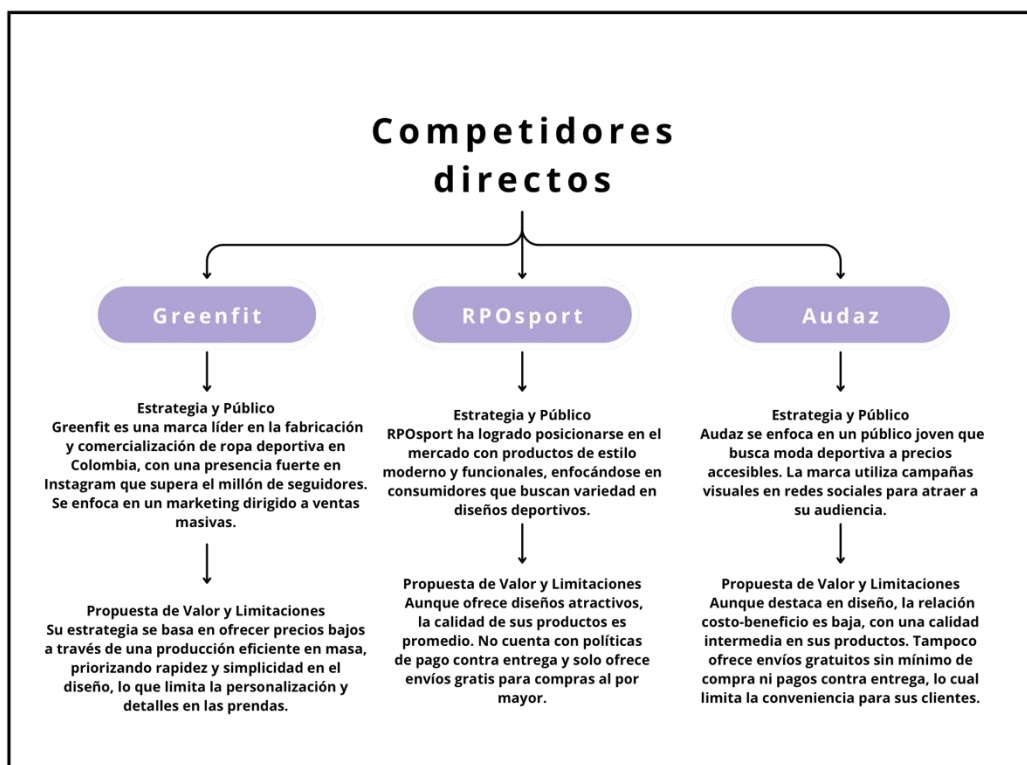 Competidores
directos
Greenfit
RPOsport
Audaz
Estrategia y Público
Greenfit es una marca líder en la fabricación
y comercialización de ropa deportiva en
Colombia, con una presencia fuerte en
Instagram que supera el millón de seguidores.
Se enfoca en un marketing dirigido a ventas
masivas.
Estrategia y Público
RPOsport ha logrado posicionarse en el
mercado con productos de estilo
moderno y funcionales, enfocándose en
consumidores que buscan variedad en
diseños deportivos.
Estrategia y Público
Audaz se enfoca en un público joven que
busca moda deportiva a precios
accesibles. La marca utiliza campañas
visuales en redes sociales para atraer a
su audiencia.
Propuesta de Valor y Limitaciones
Su estrategia se basa en ofrecer precios bajos
a través de una producción eficiente en masa,
priorizando rapidez y simplicidad en el
diseño, lo que limita la personalización y
detalles en las prendas.
Propuesta de Valor y Limitaciones
Aunque ofrece diseños atractivos,
la calidad de sus productos es
promedio. No cuenta con políticas
de pago contra entrega y solo ofrece
envíos gratis para compras al por
mayor.
Propuesta de Valor y Limitaciones
Aunque destaca en diseño, la relación
costo-beneficio es baja, con una calidad
intermedia en sus productos. Tampoco
ofrece envíos gratuitos sin mínimo de
compra ni pagos contra entrega, lo cual
limita la conveniencia para sus clientes.